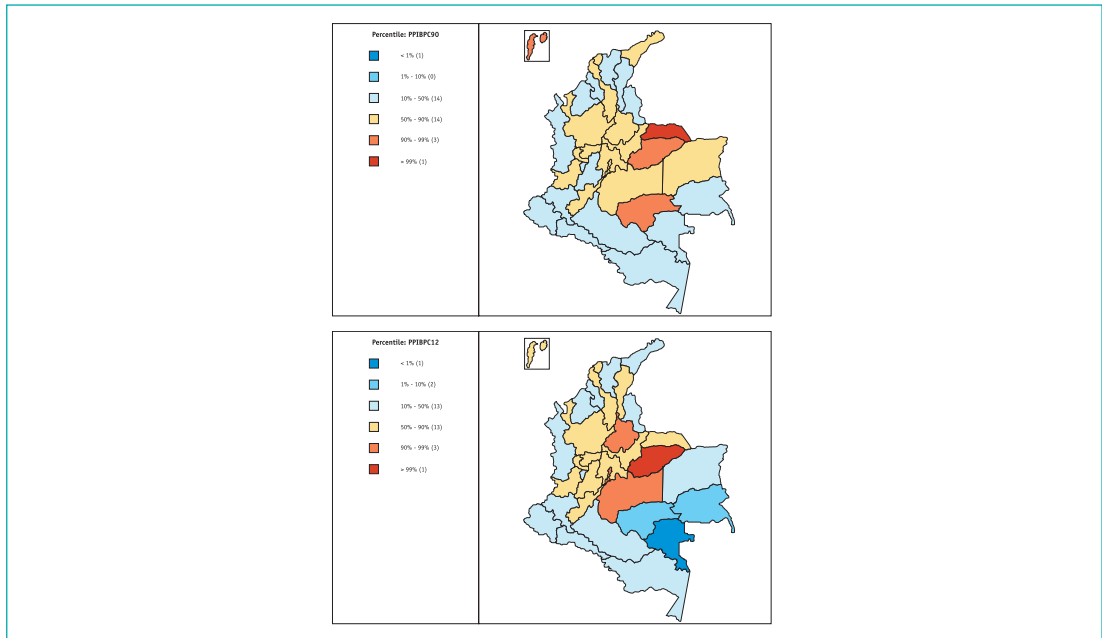 Percentile: PPIBPC90
< 1% (1)
1% - 10% (0)
10% - 50% (14)
50% - 90% (14)
90% - 99% (3)
> 99% (1)
Percentile: PPIBPC12
< 1% (1)
1% - 10% (2)
10% - 50% (13)
50% - 90% (13)
90% - 99% (3)
> 99% (1)